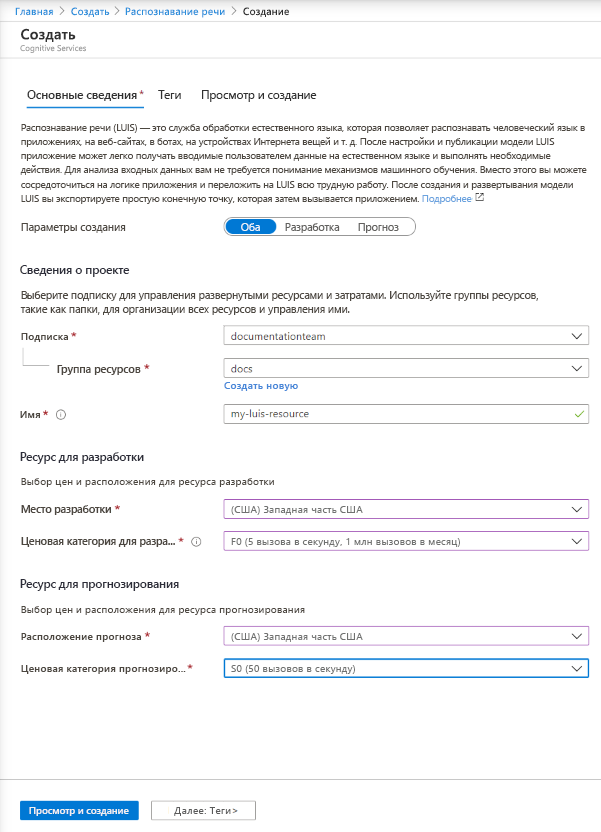 Главная > Создать > Распознавание речи > Создание
Создать
Cognitive Services
Основные сведения * Теги Просмотр и создание
Распознавание речи (LUIS) — это служба обработки естественного языка, которая позволяет распознавать человеческий язык в
приложениях, на веб-сайтах, в ботах, на устройствах Интернета вещей и т. д. После настройки и публикации модели LUIS
приложение может легко получать вводимые пользователем данные на естественном языке и выполнять необходимые
действия. Для анализа входных данных вам не требуется понимание механизмов машинного обучения. Вместо этого вы можете
сосредоточиться на логике приложения и переложить на LUIS всю трудную работу. После создания и развертывания модели
LUIS вы экспортируете простую конечную точку, которая затем вызывается приложением. Подробнее
Параметры создания Оба Разработка Прогноз
Сведения о проекте
Выберите подписку для управления развернутыми ресурсами и затратами. Используйте группы ресурсов,
такие как папки, для организации всех ресурсов и управления ими.
Подписка * documentationteam
Группа ресурсов * docs
Создать новую
Имя * my-luis-resource
Ресурс для разработки
Выбор цен и расположения для ресурса разработки
Место разработки * (США) Западная часть США
Ценовая категория для разра... * F0 (5 вызова в секунду, 1 млн вызовов в месяц)
Ресурс для прогнозирования
Выбор цен и расположения для ресурса прогнозирования
Расположение прогноза * (США) Западная часть США
Ценовая категория прогнозиро... * S0 (50 вызовов в секунду)
Просмотр и создание Далее: Теги>